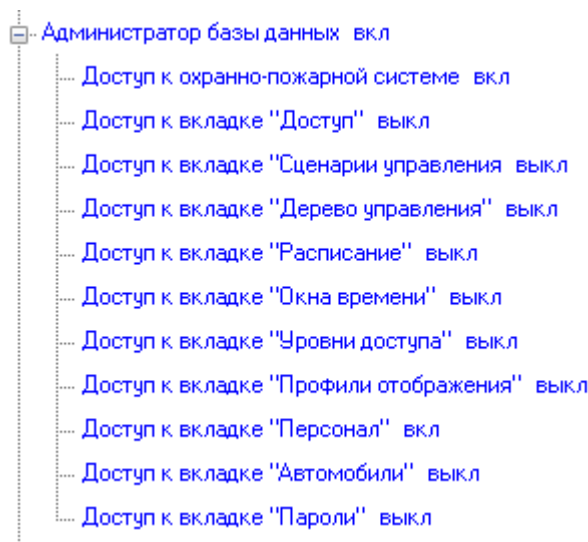 Администратор базы данных вкл
Доступ к охранно-пожарной системе вкл
Доступ к вкладке "Доступ" выкл
Доступ к вкладке "Сценарии управления выкл
Доступ к вкладке "Дерево управления" выкл
Доступ к вкладке "Расписание" выкл
Доступ к вкладке "Окна времени" выкл
Доступ к вкладке "Уровни доступа" выкл
Доступ к вкладке "Профили отображения" выкл
Доступ к вкладке "Персонал" вкл
Доступ к вкладке "Автомобили" выкл
Доступ к вкладке "Пароли" выкл